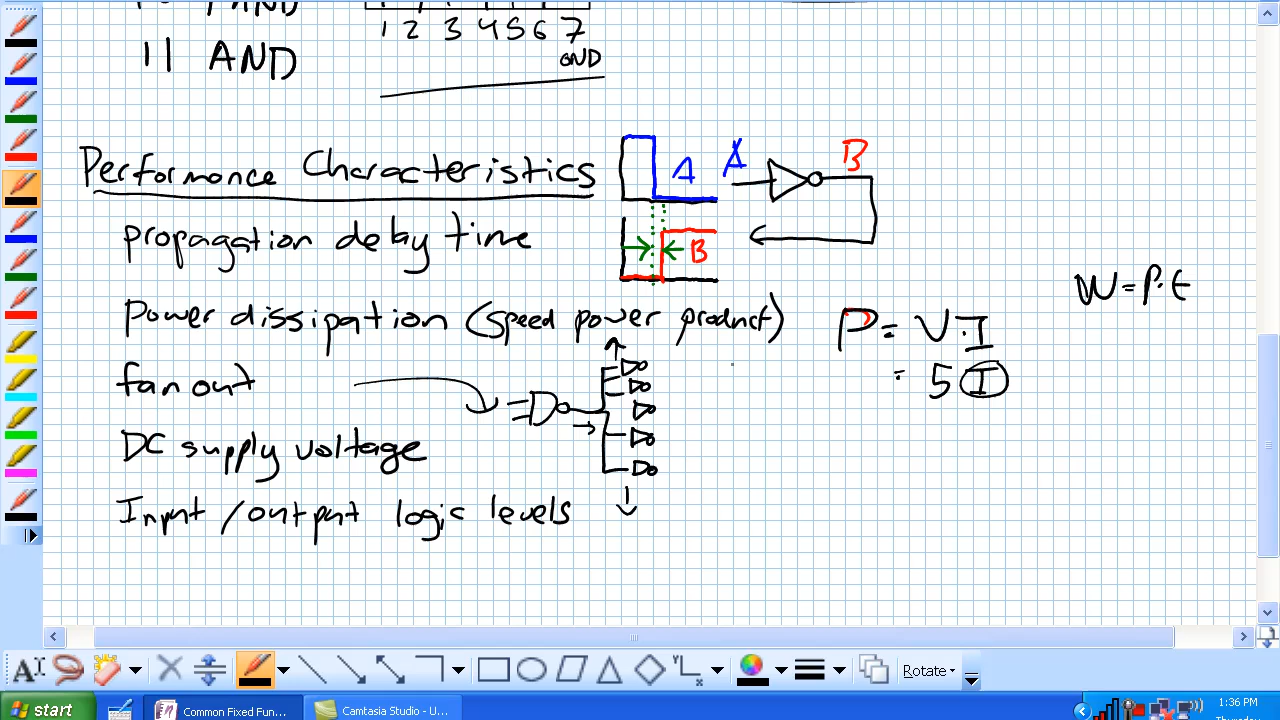 AND
11 AND
1 2 3 4 5 6 7
GND
Performance Characteristics
A A B
propagation delay time
B
W = P·t
Power dissipation (speed power product)
P = V·I
= 5 I
fan out
DC supply voltage
Input/output logic levels
A
Rotate
start
Common Fixed Fun...
Camtasia Studio - U...
1:36 PM